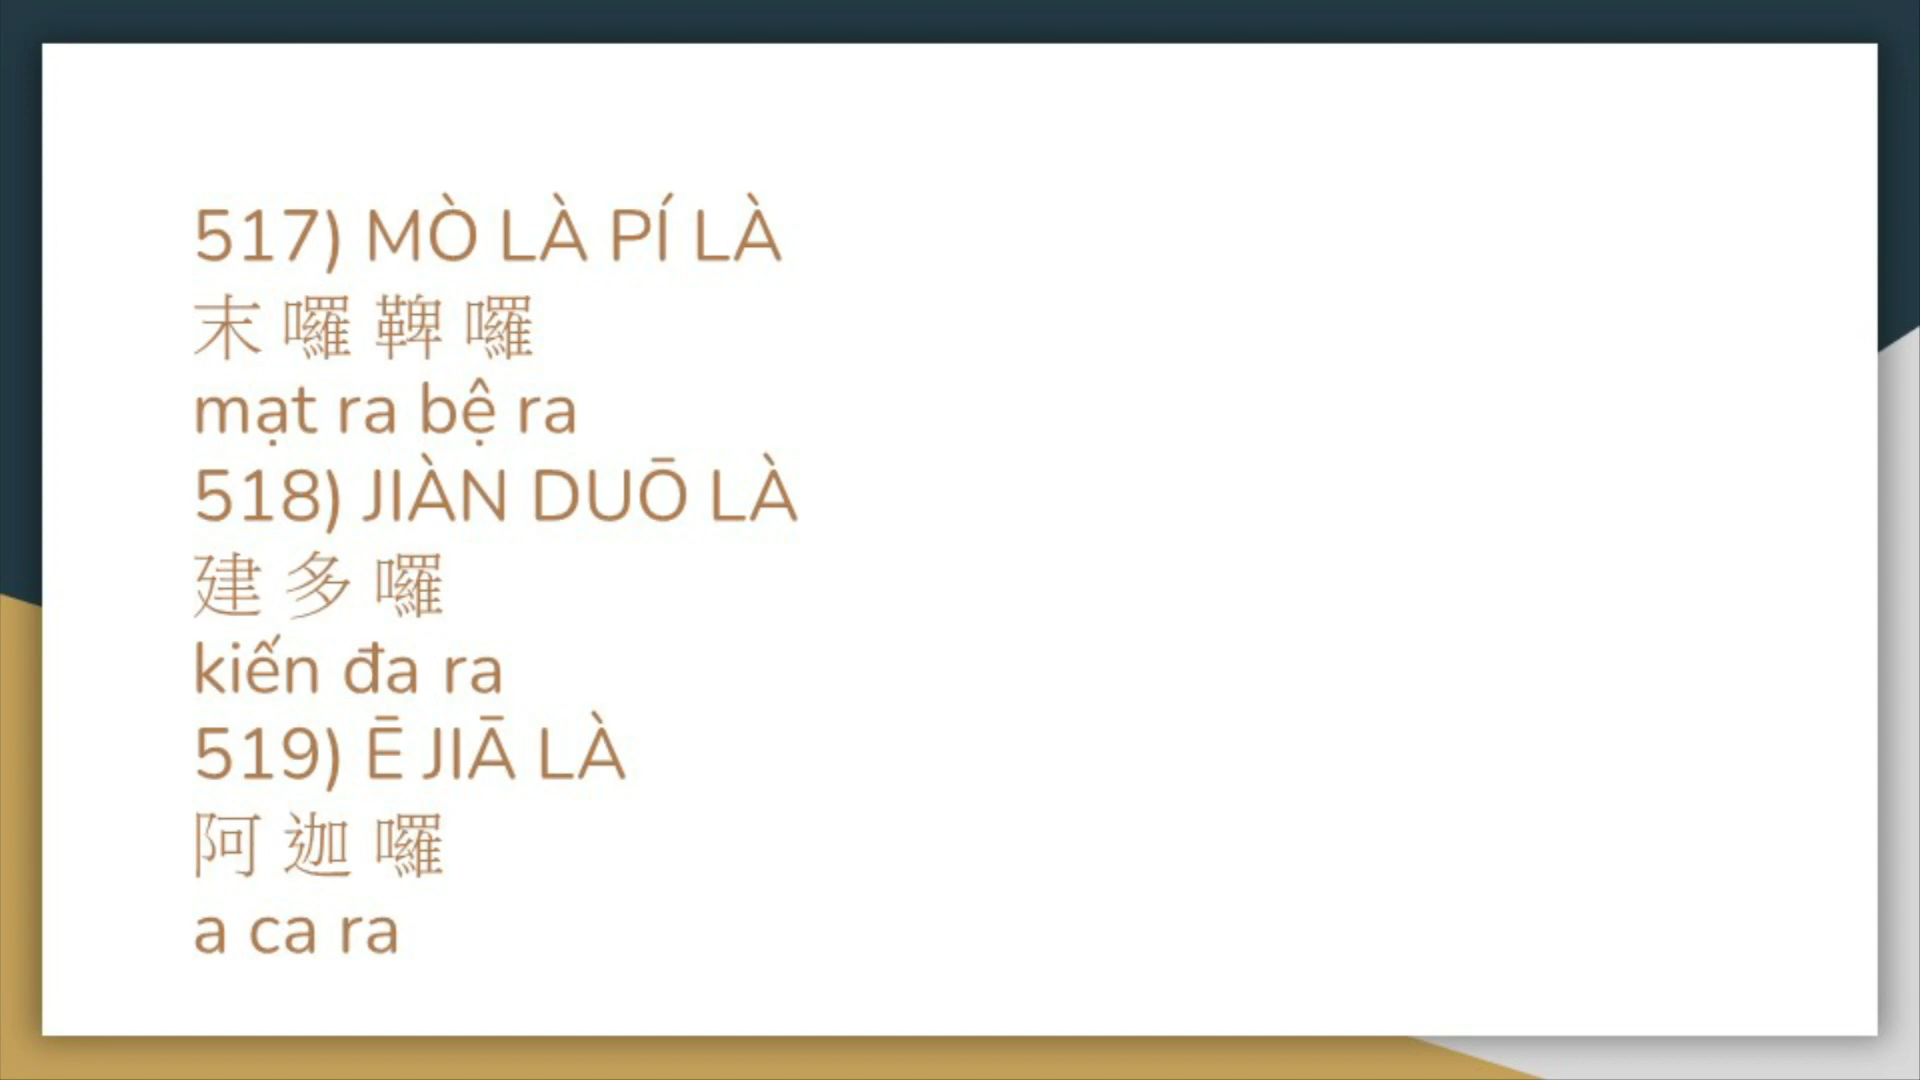 517) MÒ LÀ PÍ LÀ
末 囉 鞞 囉
mạt ra bệ ra
518) JIÀN DUŌ LÀ
建 多 囉
kiến đa ra
519) Ē JIĀ LÀ
阿 迦 囉
a ca ra